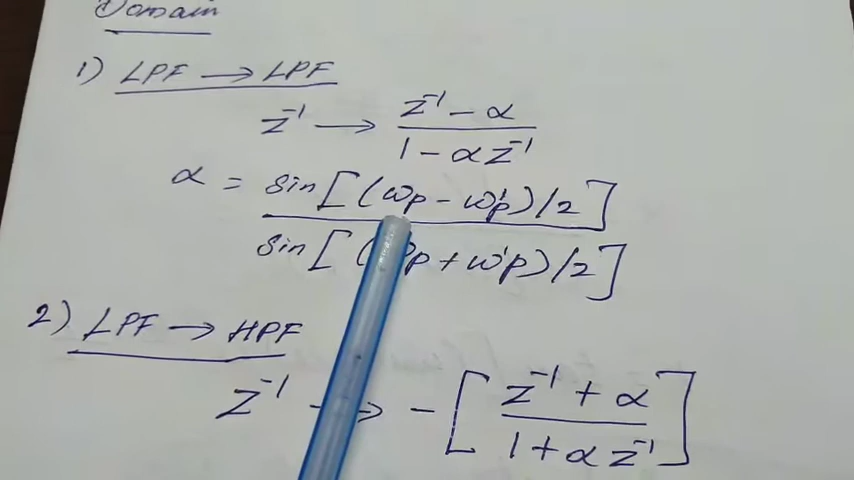 Domain
1) LPF → LPF
z⁻¹ → (z⁻¹ - α) / (1 - αz⁻¹)
α = sin[(ωp - ω'p)/2] / sin[(ωp + ω'p)/2]
2) LPF → HPF
z⁻¹ → -[(z⁻¹ + α) / (1 + αz⁻¹)]